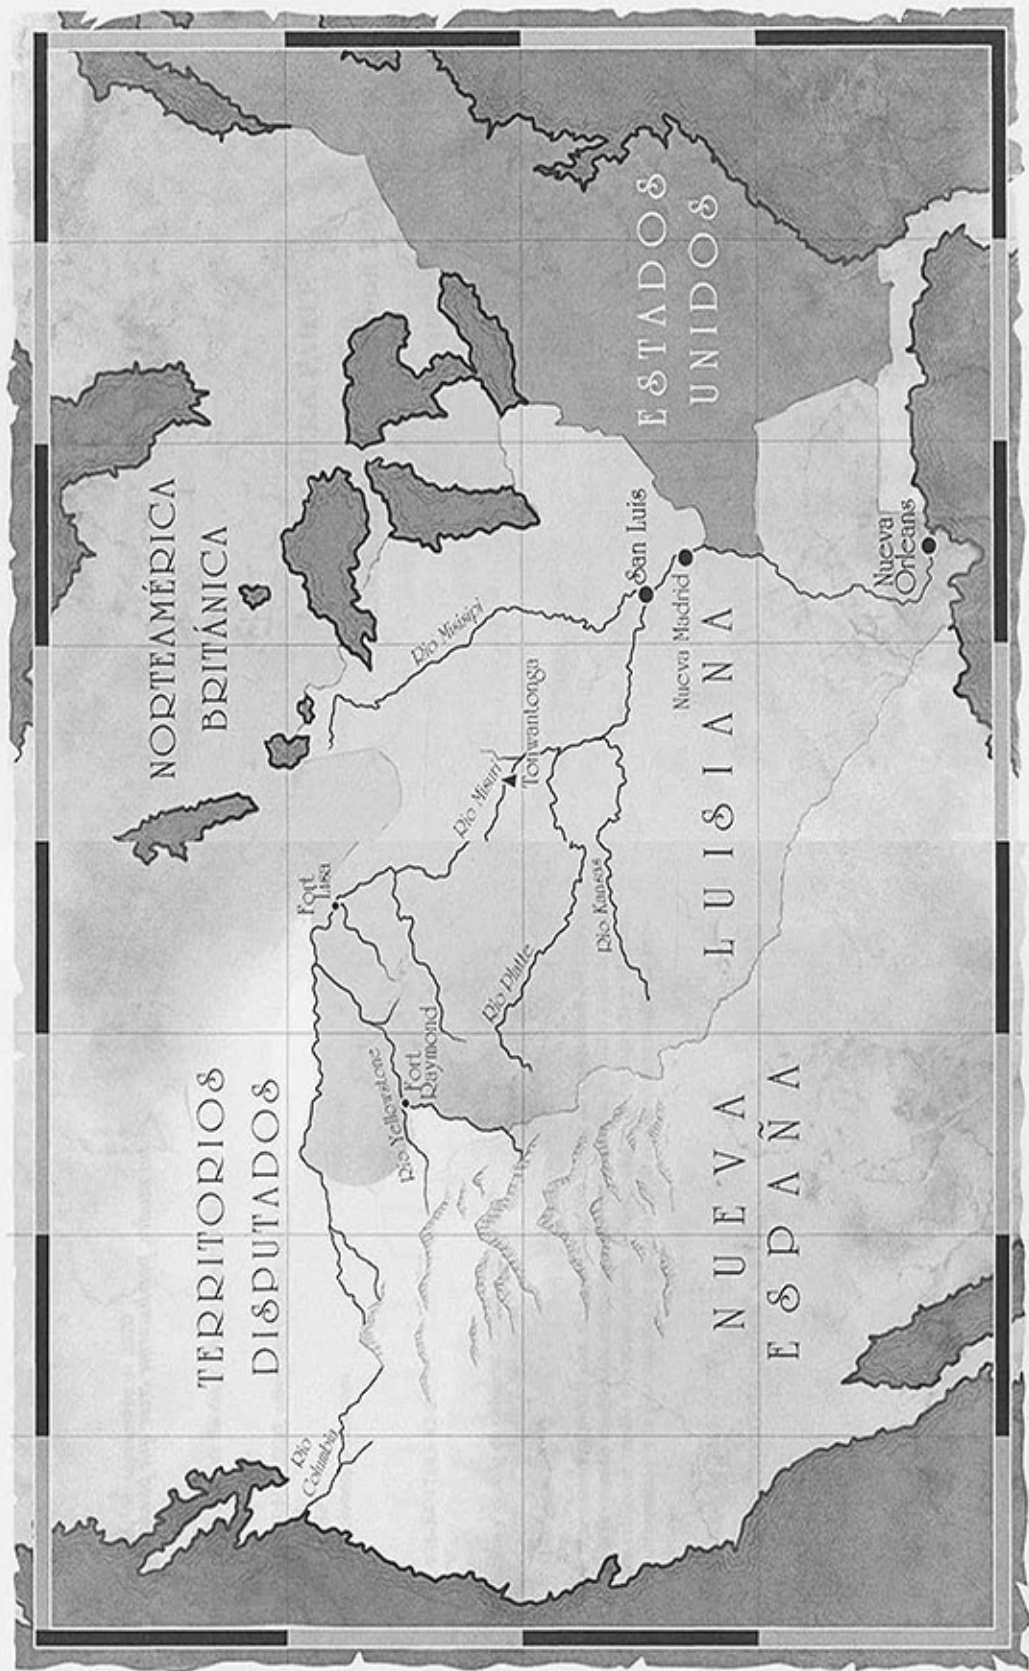 NORTEAMÉRICA
BRITÁNICA
TERRITORIOS
DISPUTADOS
ESTADOS
UNIDOS
LUISIANA
NUEVA
ESPAÑA
Río
Columbia
Fort
Lisa
Río Yellowstone
Fort
Raymond
Río Misuri
Tonwantonga
Río Misisipi
Río Platte
Río Kansas
San Luis
Nueva Madrid
Nueva
Orleans